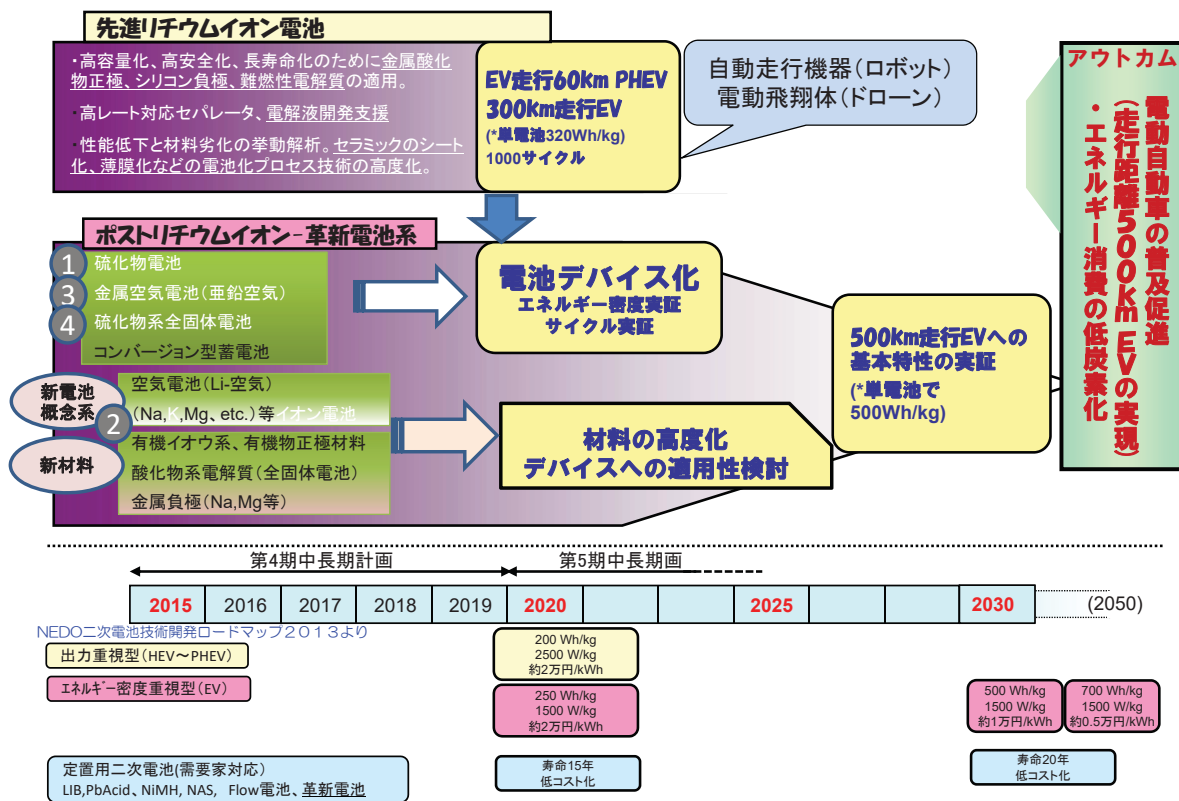 先進リチウムイオン電池
・高容量化、高安全化、長寿命化のために金属酸化
物正極、シリコン負極、難燃性電解質の適用。
・高レート対応セパレータ、電解液開発支援
・性能低下と材料劣化の挙動解析。セラミックのシート
化、薄膜化などの電池化プロセス技術の高度化。
EV走行60km PHEV
300km走行EV
(*単電池320Wh/kg)
1000サイクル
自動走行機器(ロボット)
電動飛翔体(ドローン)
アウトカム
電動自動車の普及促進
(走行距離500km EVの実現)
・エネルギー消費の低炭素化
ポストリチウムイオン-革新電池系
1 硫化物電池
3 金属空気電池(亜鉛空気)
4 硫化物系全固体電池
コンバージョン型蓄電池
電池デバイス化
エネルギー密度実証
サイクル実証
新電池
概念系
2
新材料
空気電池(Li-空気)
(Na,K,Mg、etc.)等イオン電池
有機イオウ系、有機物正極材料
酸化物系電解質(全固体電池)
金属負極(Na,Mg等)
材料の高度化
デバイスへの適用性検討
500km走行EVへの
基本特性の実証
(*単電池で
500Wh/kg)
第4期中長期計画
第5期中長期画
2015 2016 2017 2018 2019 2020 2025 2030 (2050)
NEDO二次電池技術開発ロードマップ2013より
出力重視型(HEV~PHEV)
200 Wh/kg
2500 W/kg
約2万円/kWh
エネルギー密度重視型(EV)
250 Wh/kg
1500 W/kg
約2万円/kWh
500 Wh/kg
1500 W/kg
約1万円/kWh
700 Wh/kg
1500 W/kg
約0.5万円/kWh
定置用二次電池(需要家対応)
LIB,PbAcid、NiMH, NAS, Flow電池、革新電池
寿命15年
低コスト化
寿命20年
低コスト化